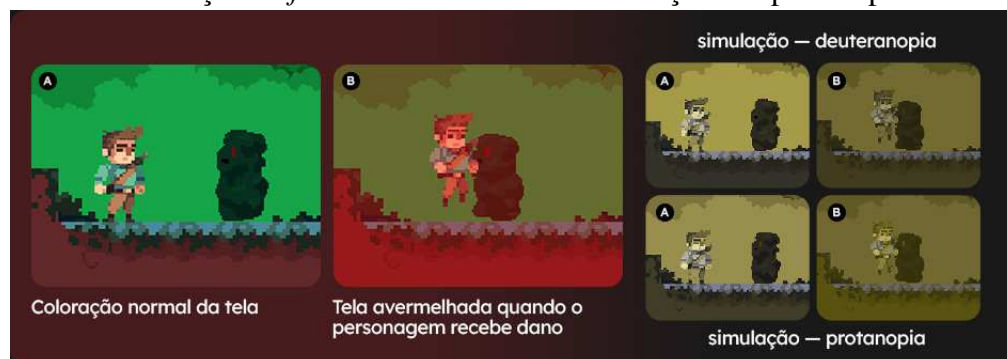 simulação — deuteranopia
A
B
A
B
A
B
Coloração normal da tela
Tela avermelhada quando o
personagem recebe dano
simulação — protanopia